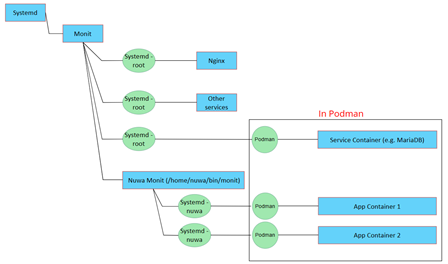 Systemd
Monit
Systemd -
root
Nginx
Systemd -
root
Other
services
In Podman
Systemd -
root
Podman
Service Container (e.g. MariaDB)
Nuwa Monit (/home/nuwa/bin/monit)
Systemd -
nuwa
Podman
App Container 1
Systemd -
nuwa
Podman
App Container 2